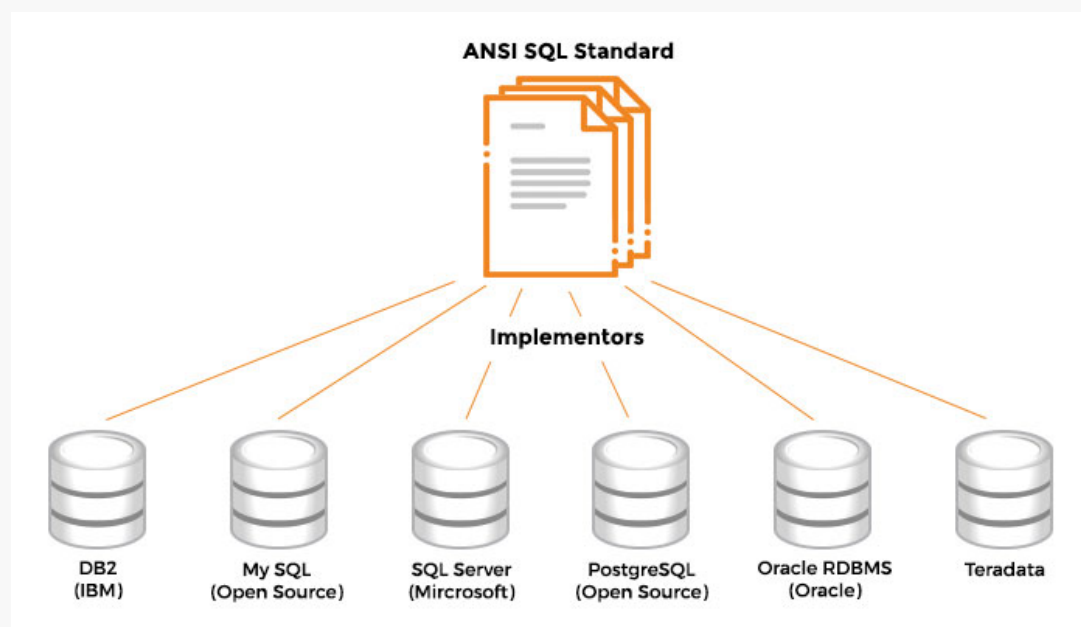 ANSI SQL Standard
Implementors
DB2
(IBM)
My SQL
(Open Source)
SQL Server
(Mircrosoft)
PostgreSQL
(Open Source)
Oracle RDBMS
(Oracle)
Teradata